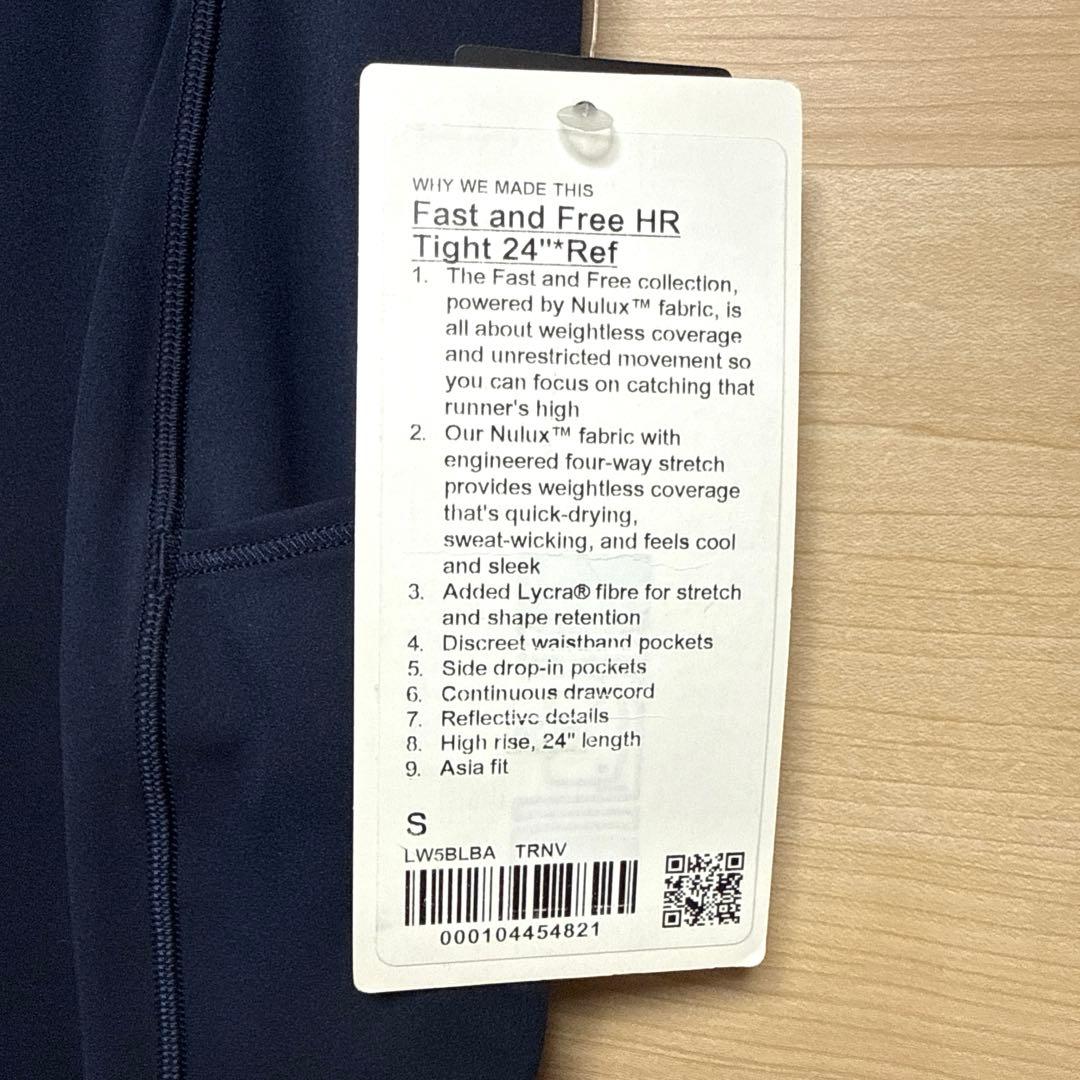 WHY WE MADE THIS
Fast and Free HR
Tight 24"*Ref
1. The Fast and Free collection,
powered by Nulux™ fabric, is
all about weightless coverage
and unrestricted movement so
you can focus on catching that
runner's high
2. Our Nulux™ fabric with
engineered four-way stretch
provides weightless coverage
that's quick-drying,
sweat-wicking, and feels cool
and sleek
3. Added Lycra® fibre for stretch
and shape retention
4. Discreet waistband pockets
5. Side drop-in pockets
6. Continuous drawcord
7. Reflective details
8. High rise, 24" length
9. Asia fit
S
LW5BLBA TRNV
000104454821